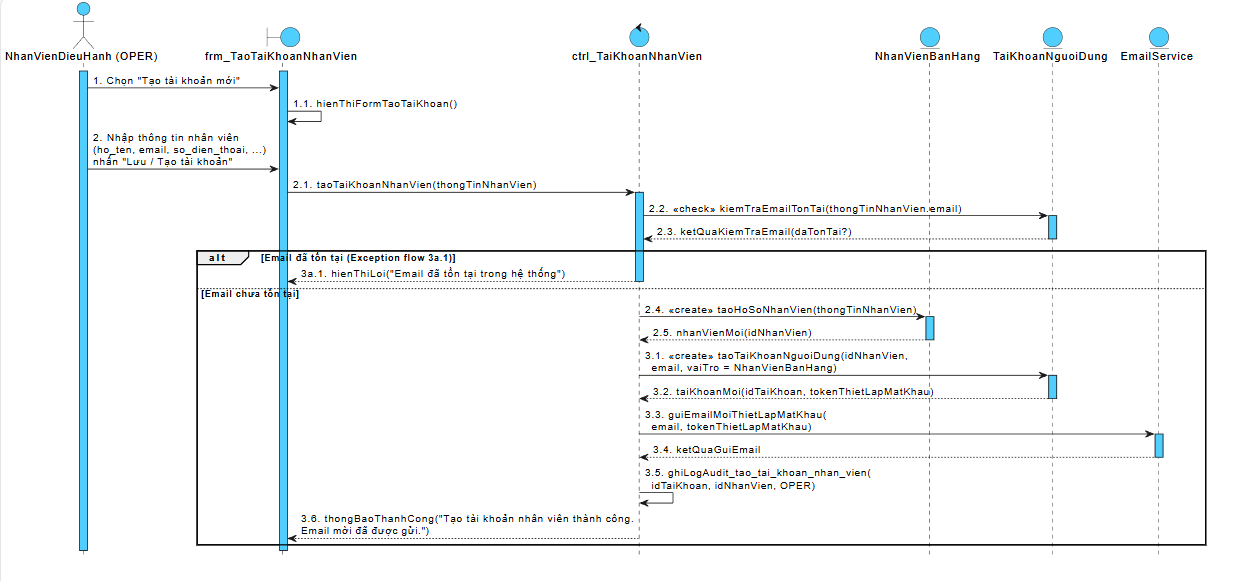 NhanVienDieuHanh (OPER)
frm_TaoTaiKhoanNhanVien
ctrl_TaiKhoanNhanVien
NhanVienBanHang
TaiKhoanNguoiDung
EmailService
1. Chọn "Tạo tài khoản mới"
1.1. hienThiFormTaoTaiKhoan()
2. Nhập thông tin nhân viên
(ho_ten, email, so_dien_thoai, ...)
nhấn "Lưu / Tạo tài khoản"
2.1. taoTaiKhoanNhanVien(thongTinNhanVien)
2.2. «check» kiemTraEmailTonTai(thongTinNhanVien.email)
2.3. ketQuaKiemTraEmail(daTonTai?)
alt
[Email đã tồn tại (Exception flow 3a.1)]
3a.1. hienThiLoi("Email đã tồn tại trong hệ thống")
[Email chưa tồn tại]
2.4. «create» taoHoSoNhanVien(thongTinNhanVien)
2.5. nhanVienMoi(idNhanVien)
3.1. «create» taoTaiKhoanNguoiDung(idNhanVien,
email, vaiTro = NhanVienBanHang)
3.2. taiKhoanMoi(idTaiKhoan, tokenThietLapMatKhau)
3.3. guiEmailMoiThietLapMatKhau(
email, tokenThietLapMatKhau)
3.4. ketQuaGuiEmail
3.5. ghiLogAudit_tao_tai_khoan_nhan_vien(
idTaiKhoan, idNhanVien, OPER)
3.6. thongBaoThanhCong("Tạo tài khoản nhân viên thành công.
Email mời đã được gửi.")